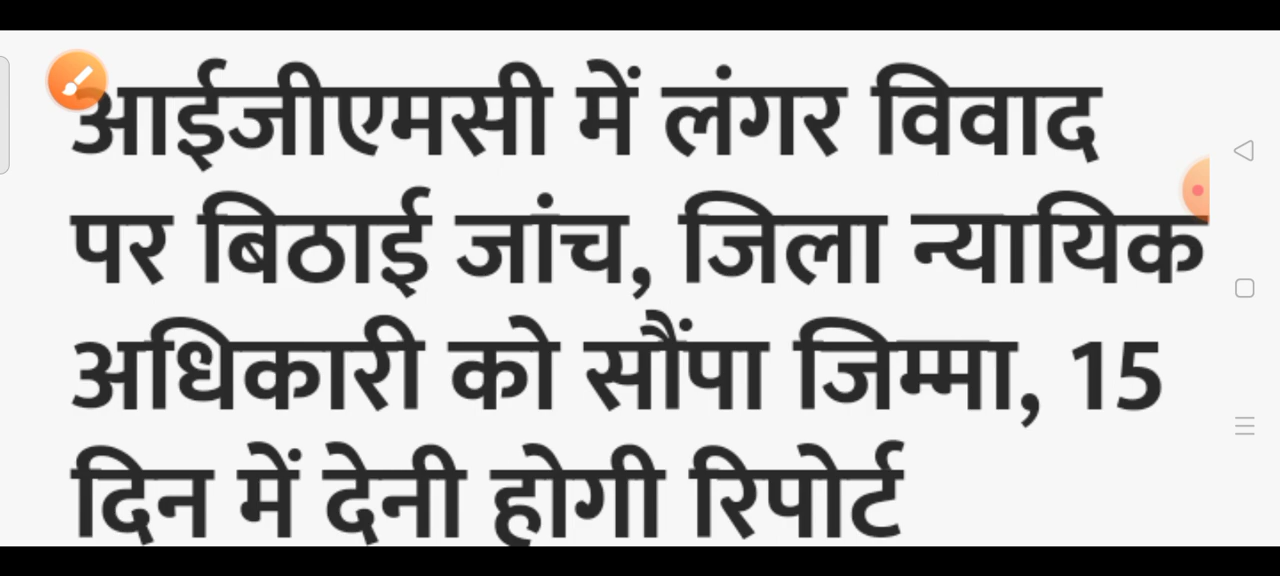 आईजीएमसी में लंगर विवाद
पर बिठाई जांच, जिला न्यायिक
अधिकारी को सौंपा जिम्मा, 15
दिन में देनी होगी रिपोर्ट